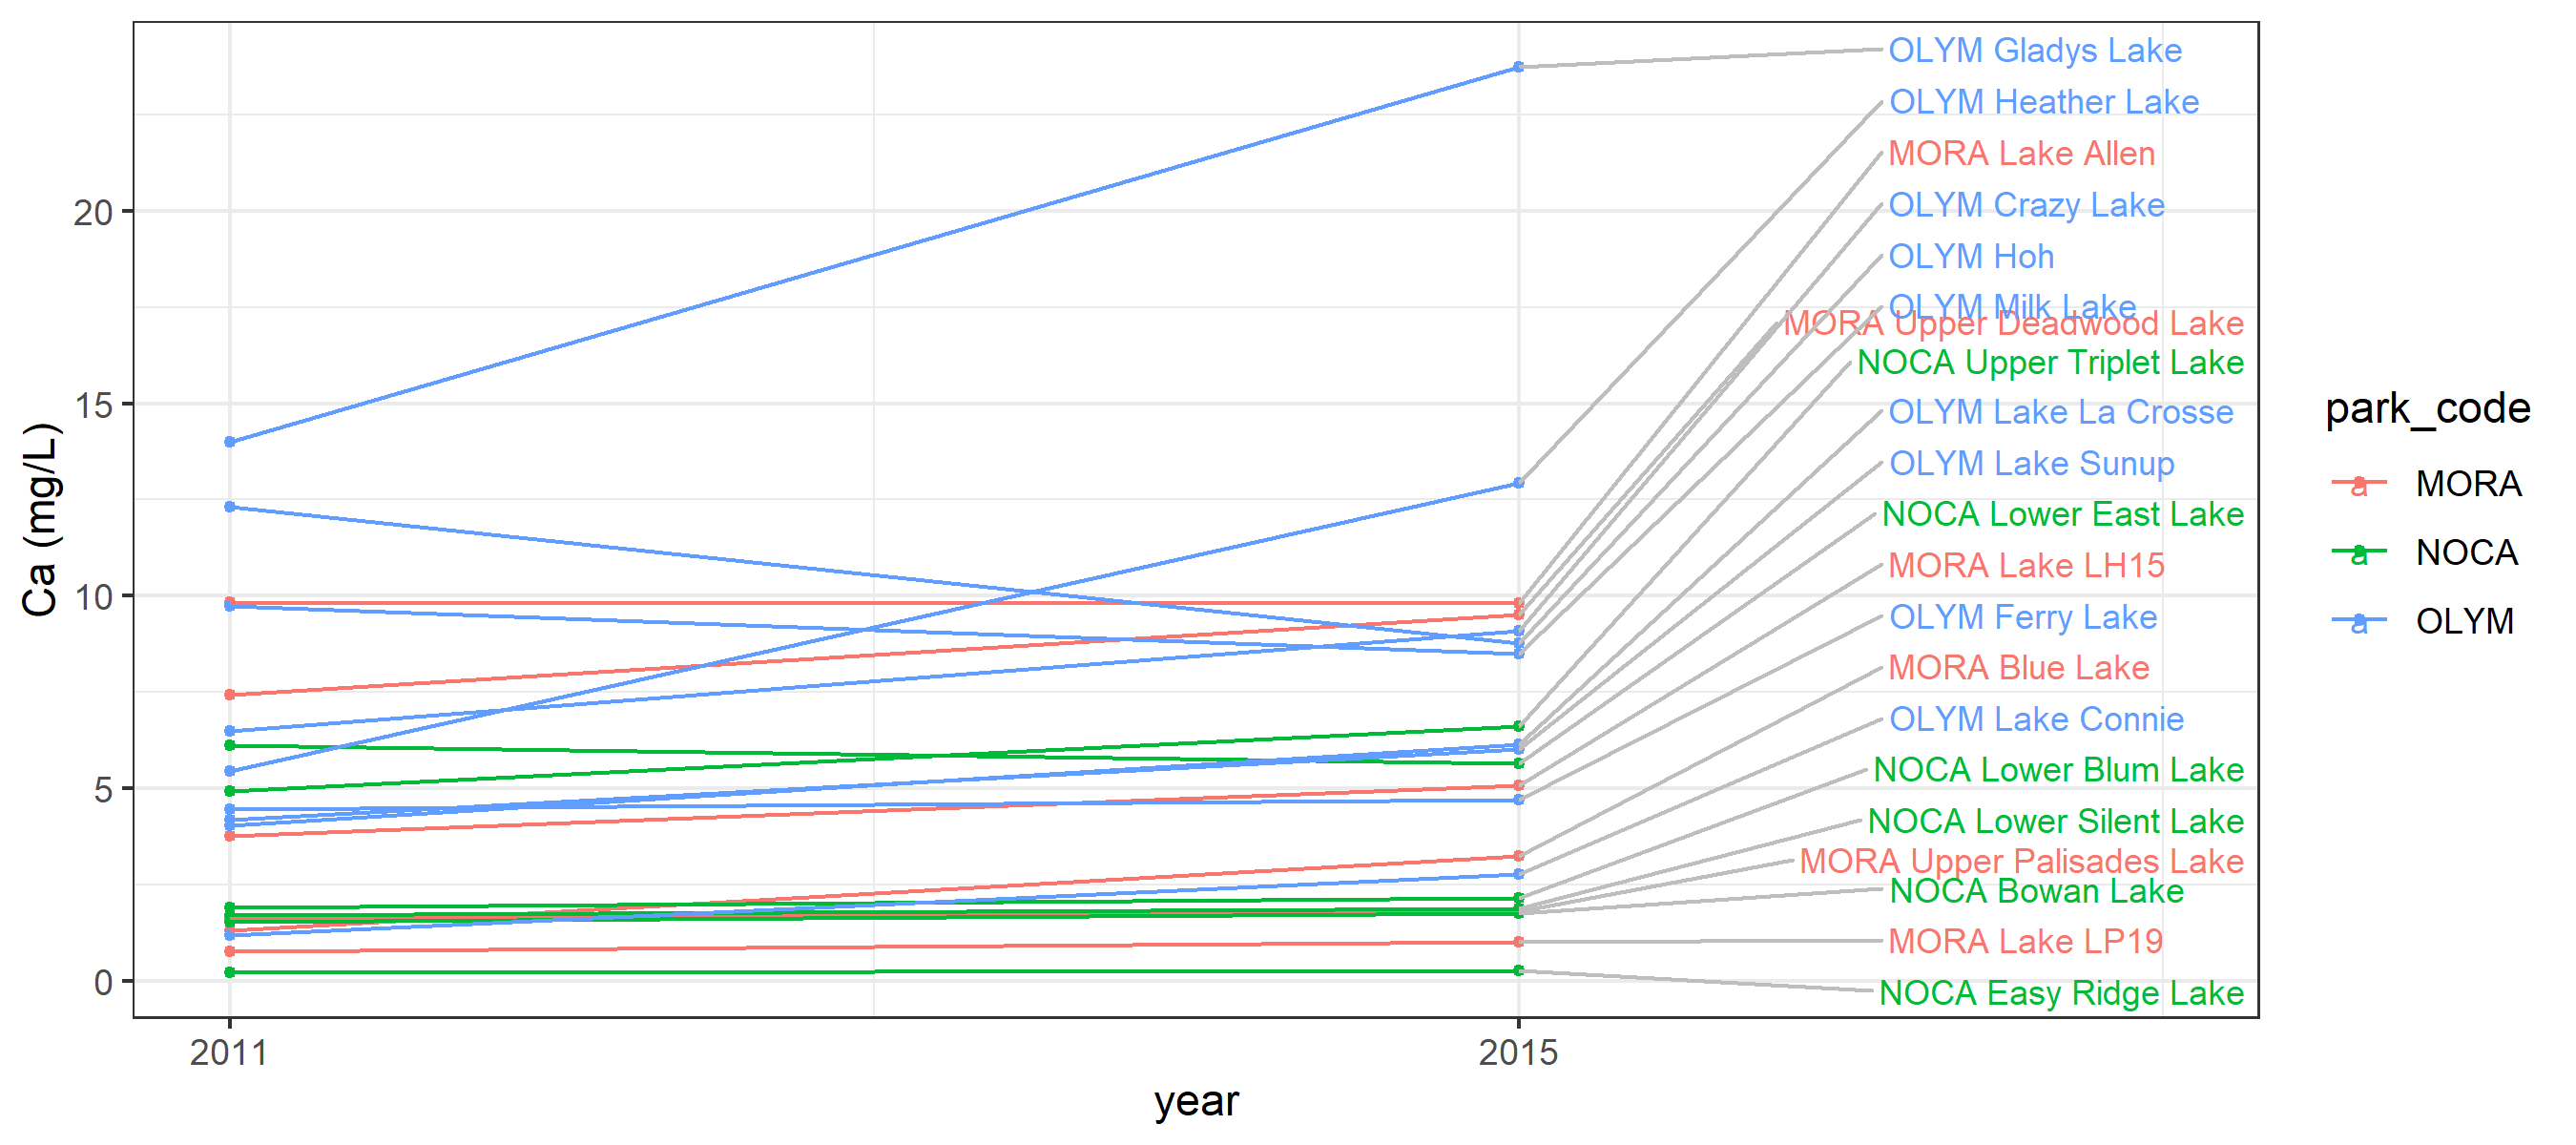 OLYM Gladys Lake
OLYM Heather Lake
MORA Lake Allen
OLYM Crazy Lake
OLYM Hoh
OLYM Milk Lake
MORA Upper Deadwood Lake
NOCA Upper Triplet Lake
OLYM Lake La Crosse
OLYM Lake Sunup
NOCA Lower East Lake
MORA Lake LH15
OLYM Ferry Lake
MORA Blue Lake
OLYM Lake Connie
NOCA Lower Blum Lake
NOCA Lower Silent Lake
MORA Upper Palisades Lake
NOCA Bowan Lake
MORA Lake LP19
NOCA Easy Ridge Lake
20
15
10
5
0
Ca (mg/L)
2011
2015
year
park_code
a MORA
a NOCA
a OLYM